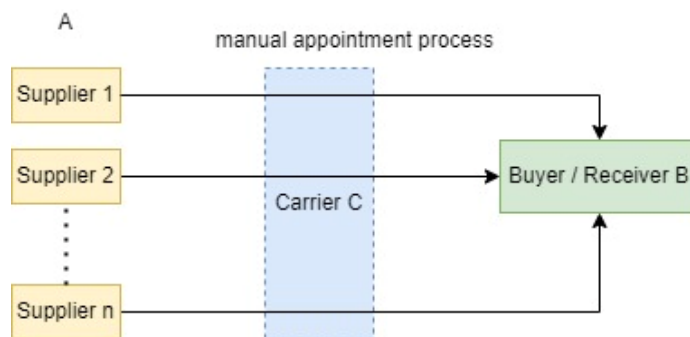 A
manual appointment process
Supplier 1
Supplier 2
Buyer / Receiver B
Carrier C
Supplier n